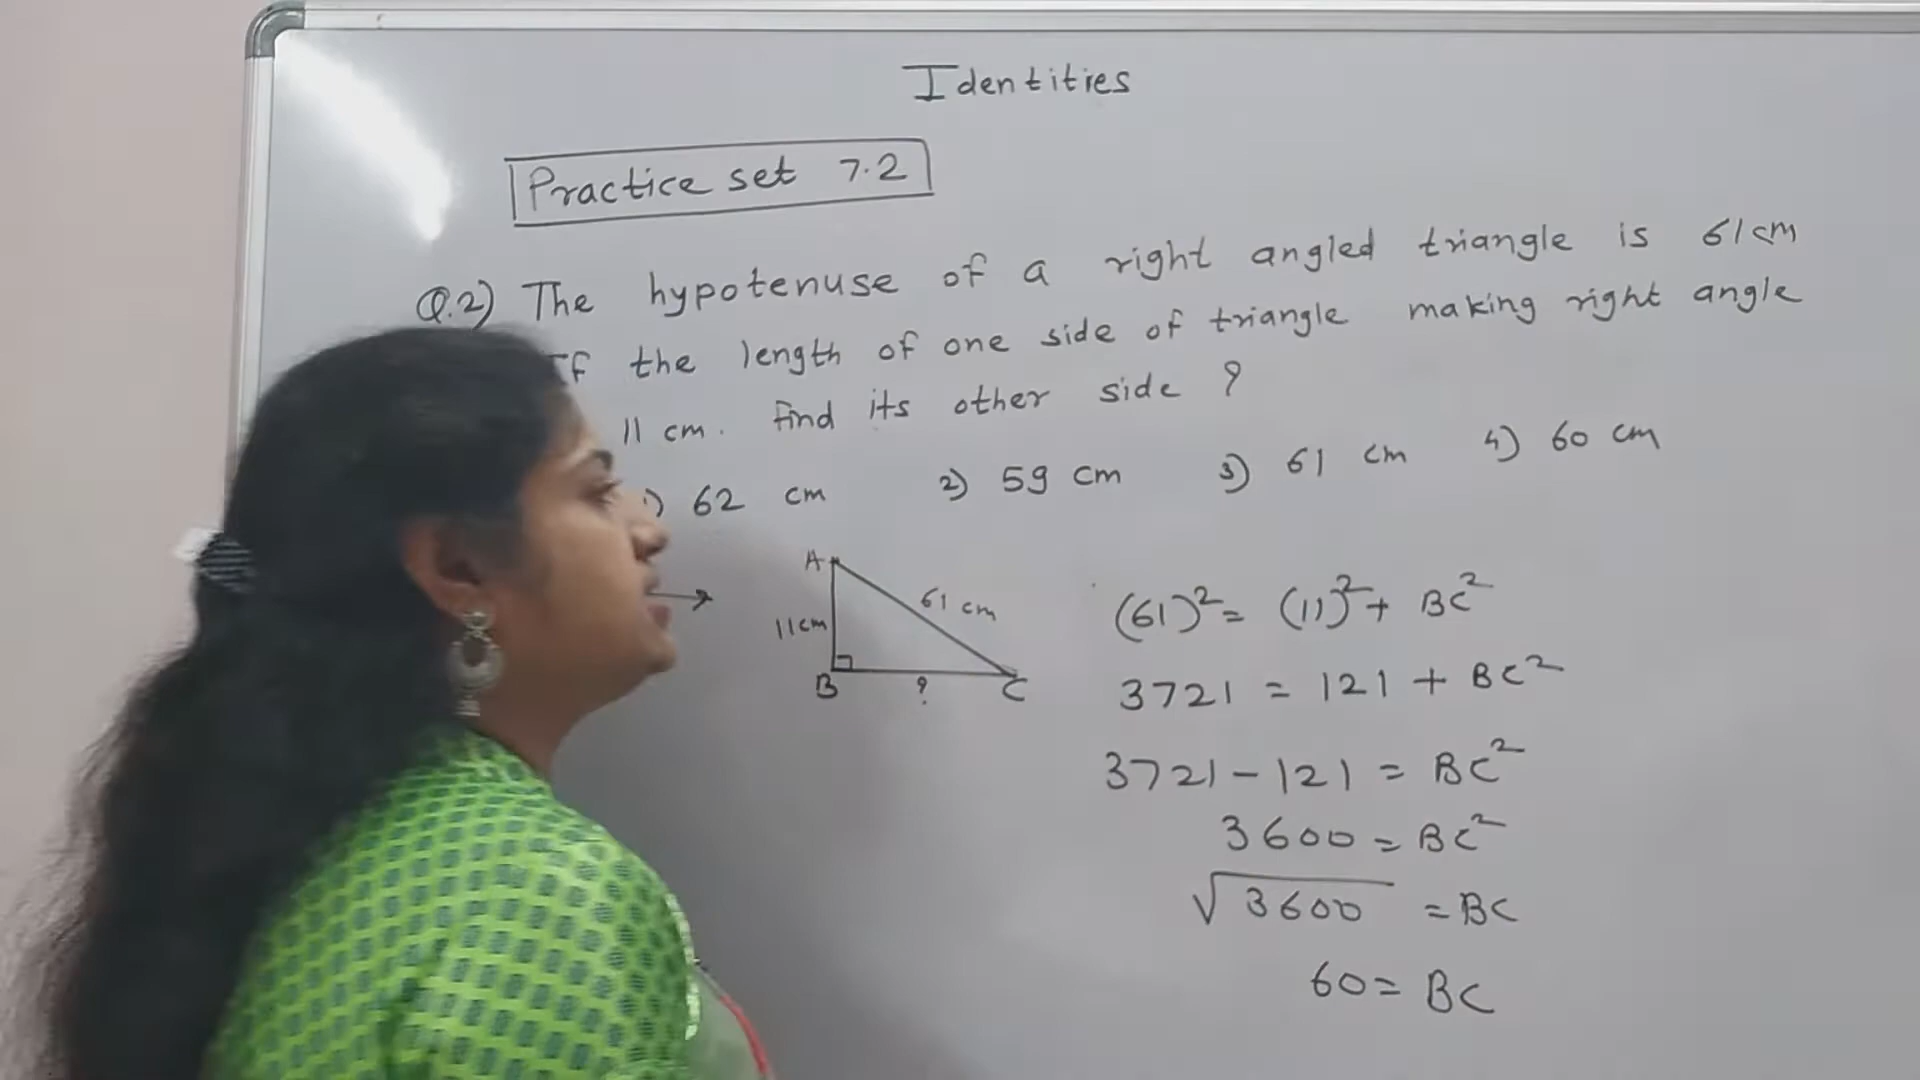 Identities
Practice set 7.2
Q.2) The hypotenuse of a right angled triangle is 61cm
the length of one side of triangle making right angle
11 cm. find its other side ?
62 cm 2) 59 cm 3) 61 cm 4) 60 cm
A
61 cm
11cm
B ? C
(61)² = (11)² + BC²
3721 = 121 + BC²
3721 - 121 = BC²
3600 = BC²
√3600 = BC
60 = BC